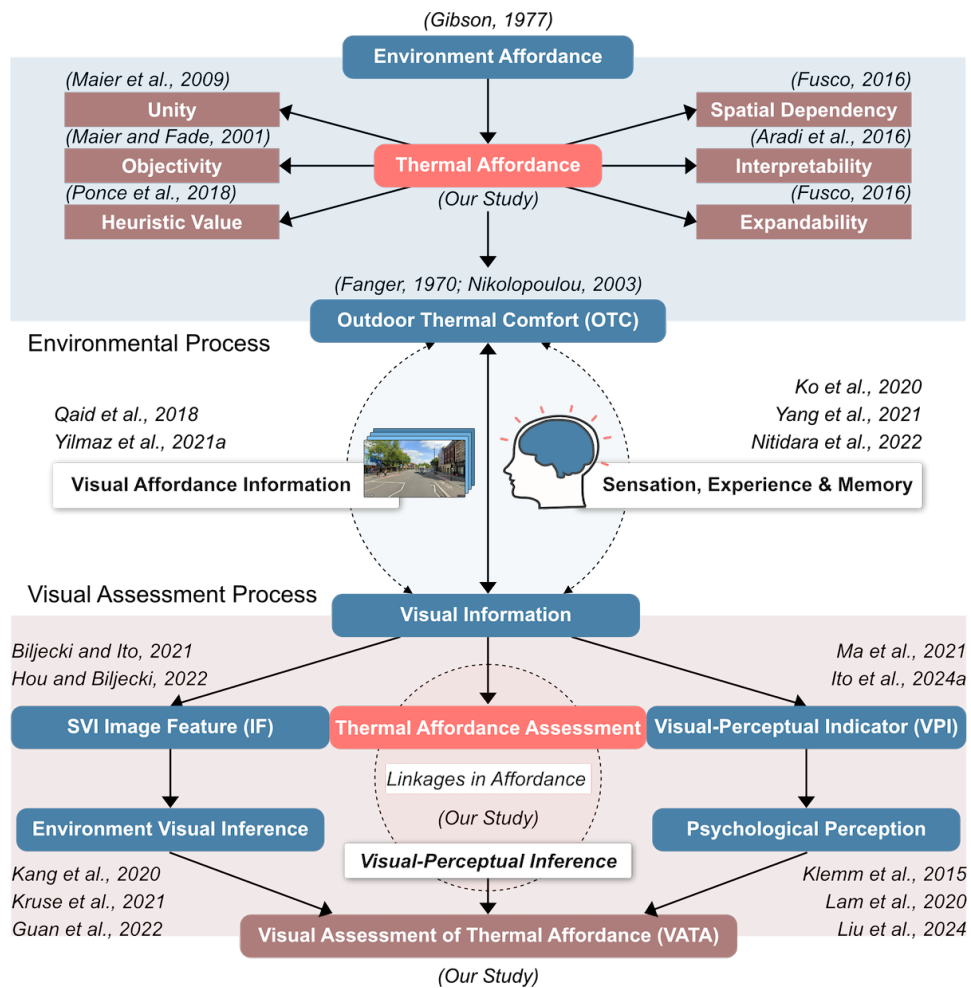 (Gibson, 1977)
Environment Affordance
(Maier et al., 2009)
(Fusco, 2016)
Unity
Spatial Dependency
(Maier and Fade, 2001)
(Aradi et al., 2016)
Objectivity
Thermal Affordance
Interpretability
(Ponce et al., 2018)
(Our Study)
(Fusco, 2016)
Heuristic Value
Expandability
(Fanger, 1970; Nikolopoulou, 2003)
Outdoor Thermal Comfort (OTC)
Environmental Process
Qaid et al., 2018
Yilmaz et al., 2021a
Visual Affordance Information
Ko et al., 2020
Yang et al., 2021
Nitidara et al., 2022
Sensation, Experience & Memory
Visual Assessment Process
Visual Information
Biljecki and Ito, 2021
Hou and Biljecki, 2022
Ma et al., 2021
Ito et al., 2024a
SVI Image Feature (IF)
Thermal Affordance Assessment
Visual-Perceptual Indicator (VPI)
Linkages in Affordance
(Our Study)
Environment Visual Inference
Psychological Perception
Visual-Perceptual Inference
Kang et al., 2020
Kruse et al., 2021
Guan et al., 2022
Klemm et al., 2015
Lam et al., 2020
Liu et al., 2024
Visual Assessment of Thermal Affordance (VATA)
(Our Study)